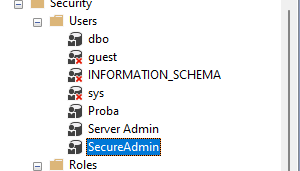 Security
Users
dbo
guest
INFORMATION_SCHEMA
sys
Proba
Server Admin
SecureAdmin
Roles